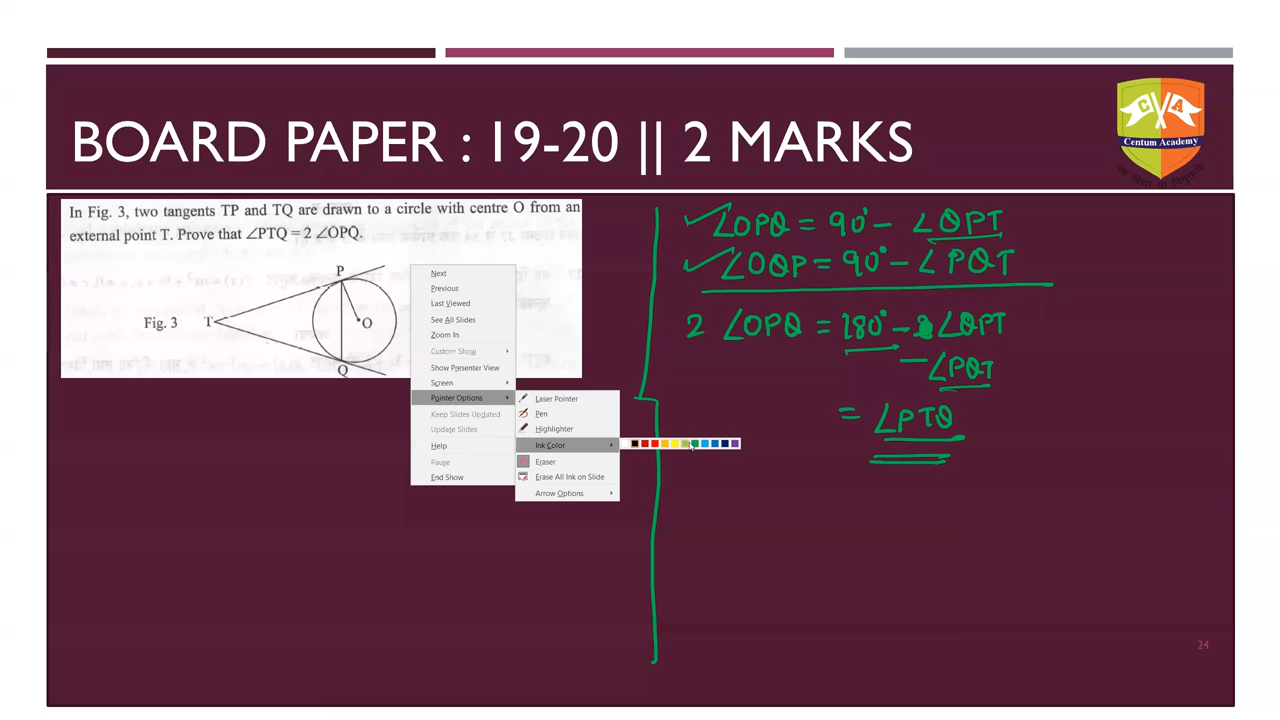 BOARD PAPER : 19-20 || 2 MARKS
C A
Centum Academy
In Fig. 3, two tangents TP and TQ are drawn to a circle with centre O from an
external point T. Prove that ∠PTQ = 2 ∠OPQ.
P
Fig. 3
T
O
Q
Next
Previous
Last Viewed
See All Slides
Zoom In
Custom Show
Show Presenter View
Screen
Pointer Options
Keep Slides Updated
Update Slides
Help
Pause
End Show
Laser Pointer
Pen
Highlighter
Ink Color
Eraser
Erase All Ink on Slide
Arrow Options
∠OPQ = 90° - ∠QPT
∠OQP = 90° - ∠PQT
2 ∠OPQ = 180° - ∠QPT
- ∠PQT
= ∠PTQ
24